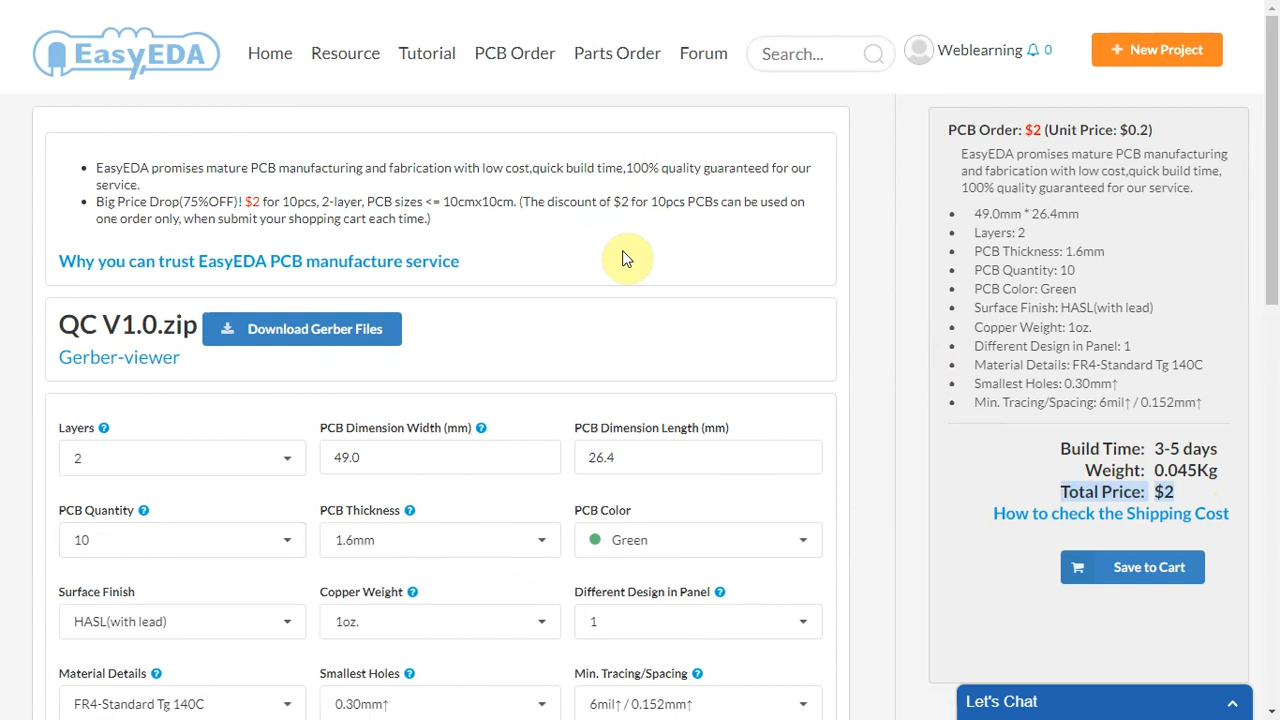 EasyEDA
Home Resource Tutorial PCB Order Parts Order Forum Search... Weblearning 0 + New Project
EasyEDA promises mature PCB manufacturing and fabrication with low cost,quick build time,100% quality guaranteed for our
service.
Big Price Drop(75%OFF)! $2 for 10pcs, 2-layer, PCB sizes <= 10cmx10cm. (The discount of $2 for 10pcs PCBs can be used on
one order only, when submit your shopping cart each time.)
Why you can trust EasyEDA PCB manufacture service
QC V1.0.zip Download Gerber Files
Gerber-viewer
Layers ? PCB Dimension Width (mm) ? PCB Dimension Length (mm)
2 49.0 26.4
PCB Quantity ? PCB Thickness ? PCB Color
10 1.6mm Green
Surface Finish Copper Weight ? Different Design in Panel ?
HASL(with lead) 1oz. 1
Material Details ? Smallest Holes ? Min. Tracing/Spacing ?
FR4-Standard Tg 140C 0.30mm↑ 6mil↑ / 0.152mm↑
PCB Order: $2 (Unit Price: $0.2)
EasyEDA promises mature PCB manufacturing
and fabrication with low cost,quick build time,
100% quality guaranteed for our service.
49.0mm * 26.4mm
Layers: 2
PCB Thickness: 1.6mm
PCB Quantity: 10
PCB Color: Green
Surface Finish: HASL(with lead)
Copper Weight: 1oz.
Different Design in Panel: 1
Material Details: FR4-Standard Tg 140C
Smallest Holes: 0.30mm↑
Min. Tracing/Spacing: 6mil↑ / 0.152mm↑
Build Time: 3-5 days
Weight: 0.045Kg
Total Price: $2
How to check the Shipping Cost
Save to Cart
Let's Chat